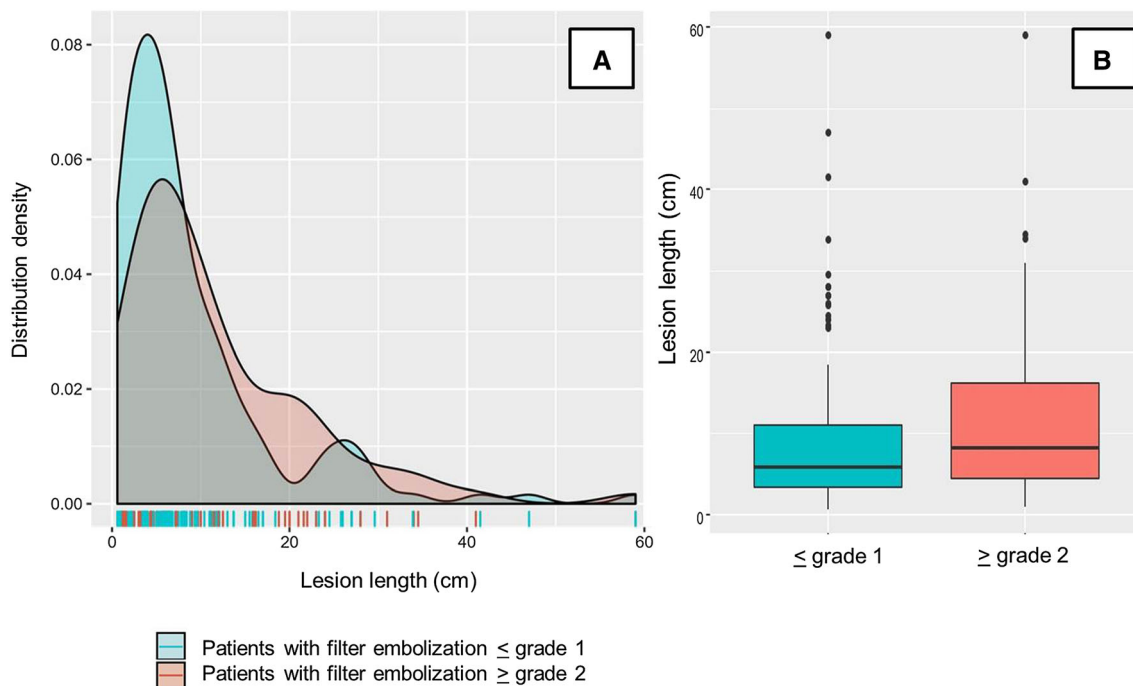 A
0.08
0.06
0.04
0.02
0.00
Distribution density
0
20
40
60
Lesion length (cm)
Patients with filter embolization ≤ grade 1
Patients with filter embolization ≥ grade 2
B
60
40
20
0
Lesion length (cm)
≤ grade 1
≥ grade 2